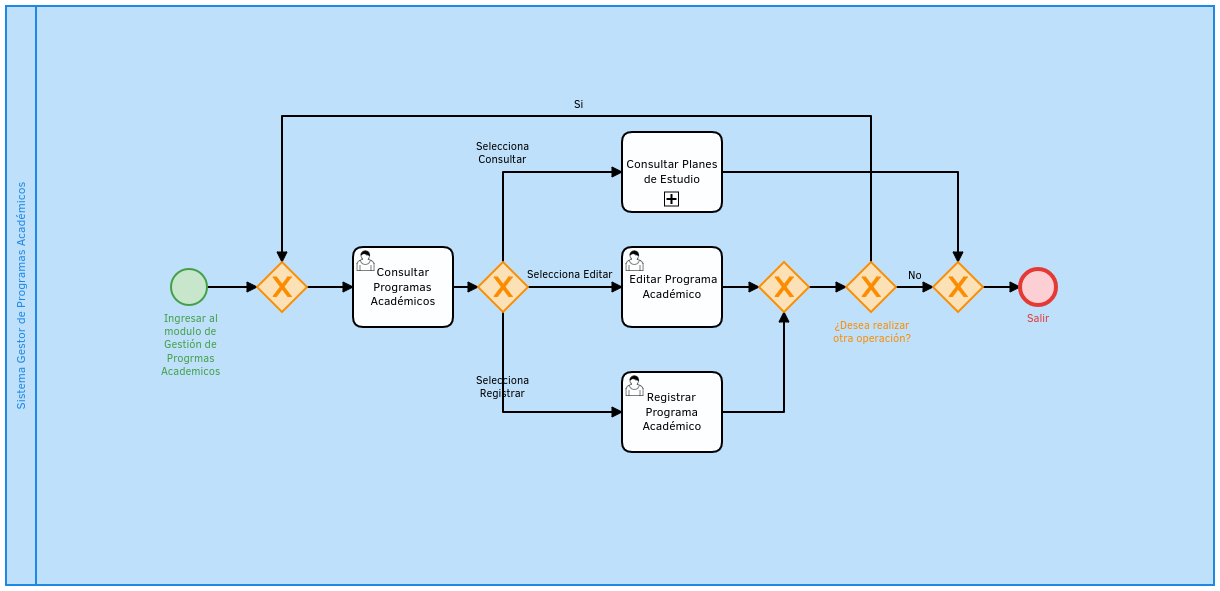 Sistema Gestor de Programas Académicos
Si
Selecciona
Consultar
Consultar Planes
de Estudio
Consultar
Programas
Académicos
Selecciona Editar
Editar Programa
Académico
No
Ingresar al
modulo de
Gestión de
Progrmas
Academicos
¿Desea realizar
otra operación?
Salir
Selecciona
Registrar
Registrar
Programa
Académico